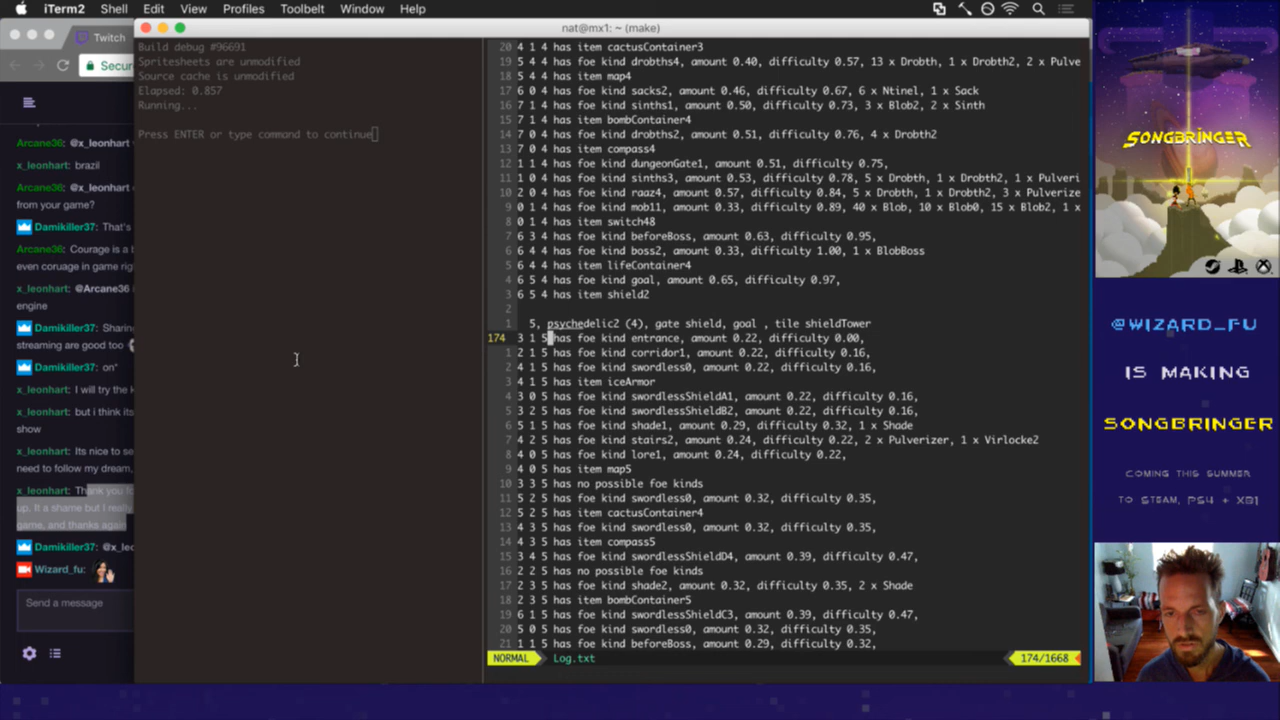 iTerm2 Shell Edit View Profiles Toolbelt Window Help
nat@mx1: ~ (make)
Twitch
Secure
Arcane36: @x_leonhart
x_leonhart: brazil
Arcane36: @x_leonhart
from your game?
Damikiller37: That's
Arcane36: Courage is a
even coruage in game
x_leonhart: @Arcane36
engine
Damikiller37: Sharing
streaming are good too
Damikiller37: on*
x_leonhart: I will try the
x_leonhart: but i think its
show
x_leonhart: Its nice to
need to follow my dream,
x_leonhart: Thank you
up. It a shame but I really
game, and thanks again
Damikiller37:
Wizard_fu:
Send a message
Build debug #96691
Spritesheets are unmodified
Source cache is unmodified
Elapsed: 0.857
Running...
Press ENTER or type command to continue
20 4 1 4 has item cactusContainer3
19 5 4 4 has foe kind drobths4, amount 0.40, difficulty 0.57, 13 x Drobth, 1 x Drobth2, 2 x Pulve
18 5 4 4 has item map4
17 6 0 4 has foe kind sacks2, amount 0.46, difficulty 0.67, 6 x Ntinel, 1 x Sack
16 7 1 4 has foe kind sinths1, amount 0.50, difficulty 0.73, 3 x Blob2, 2 x Sinth
15 7 1 4 has item bombContainer4
14 7 0 4 has foe kind drobths2, amount 0.51, difficulty 0.76, 4 x Drobth2
13 7 0 4 has item compass4
12 1 1 4 has foe kind dungeonGate1, amount 0.51, difficulty 0.75,
11 1 0 4 has foe kind sinths3, amount 0.53, difficulty 0.78, 5 x Drobth, 1 x Drobth2, 1 x Pulveri
10 2 0 4 has foe kind raaz4, amount 0.57, difficulty 0.84, 5 x Drobth, 1 x Drobth2, 3 x Pulverize
9 0 1 4 has foe kind mob11, amount 0.33, difficulty 0.89, 40 x Blob, 10 x Blob0, 15 x Blob2, 1 x
8 0 1 4 has item switch48
7 6 3 4 has foe kind beforeBoss, amount 0.63, difficulty 0.95,
6 6 4 4 has foe kind boss2, amount 0.33, difficulty 1.00, 1 x BlobBoss
5 6 4 4 has item lifeContainer4
4 6 5 4 has foe kind goal, amount 0.65, difficulty 0.97,
3 6 5 4 has item shield2
2
1 5, psychedelic2 (4), gate shield, goal , tile shieldTower
174 3 1 5 has foe kind entrance, amount 0.22, difficulty 0.00,
1 2 1 5 has foe kind corridor1, amount 0.22, difficulty 0.16,
2 4 1 5 has foe kind swordless0, amount 0.22, difficulty 0.16,
3 4 1 5 has item iceArmor
4 3 0 5 has foe kind swordlessShieldA1, amount 0.22, difficulty 0.16,
5 3 2 5 has foe kind swordlessShieldB2, amount 0.22, difficulty 0.16,
6 5 1 5 has foe kind shade1, amount 0.29, difficulty 0.32, 1 x Shade
7 4 2 5 has foe kind stairs2, amount 0.24, difficulty 0.22, 2 x Pulverizer, 1 x Virlocke2
8 4 0 5 has foe kind lore1, amount 0.24, difficulty 0.22,
9 4 0 5 has item map5
10 3 3 5 has no possible foe kinds
11 5 2 5 has foe kind swordless0, amount 0.32, difficulty 0.35,
12 5 2 5 has item cactusContainer4
13 4 3 5 has foe kind swordless0, amount 0.32, difficulty 0.35,
14 4 3 5 has item compass5
15 3 4 5 has foe kind swordlessShieldD4, amount 0.39, difficulty 0.47,
16 2 2 5 has no possible foe kinds
17 2 3 5 has foe kind shade2, amount 0.32, difficulty 0.35, 2 x Shade
18 2 3 5 has item bombContainer5
19 6 1 5 has foe kind swordlessShieldC3, amount 0.39, difficulty 0.47,
20 5 0 5 has foe kind swordless0, amount 0.32, difficulty 0.35,
21 1 1 5 has foe kind beforeBoss, amount 0.29, difficulty 0.32,
NORMAL Log.txt 174/1668
SONGBRINGER
@WIZARD_FU
IS MAKING
SONGBRINGER
COMING THIS SUMMER
TO STEAM, PS4 + XB1